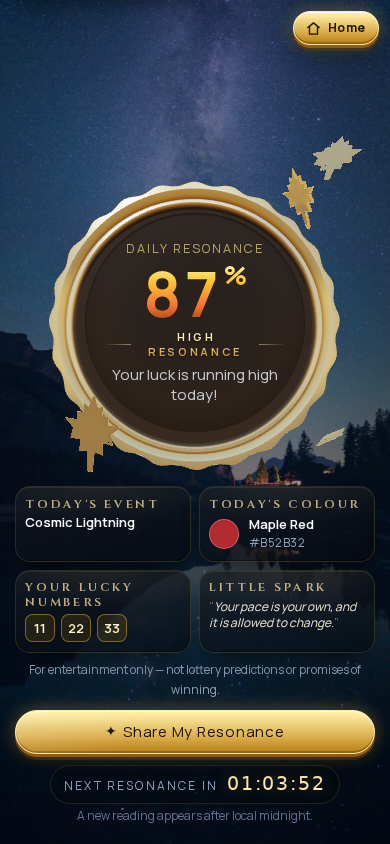 Home
DAILY RESONANCE
87%
HIGH
RESONANCE
Your luck is running high
today!
TODAY'S EVENT
Cosmic Lightning
TODAY'S COLOUR
Maple Red
#B52B32
YOUR LUCKY
NUMBERS
11 22 33
LITTLE SPARK
"Your pace is your own, and
it is allowed to change."
For entertainment only — not lottery predictions or promises of
winning.
✦ Share My Resonance
NEXT RESONANCE IN 01:03:52
A new reading appears after local midnight.